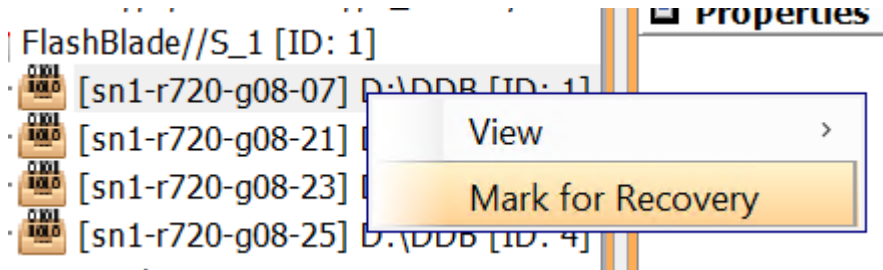 Properties
FlashBlade//S_1 [ID: 1]
[sn1-r720-g08-07] D:\DDB [ID: 1]
[sn1-r720-g08-21]
View
[sn1-r720-g08-23]
Mark for Recovery
[sn1-r720-g08-25] D:\DDB [ID: 4]